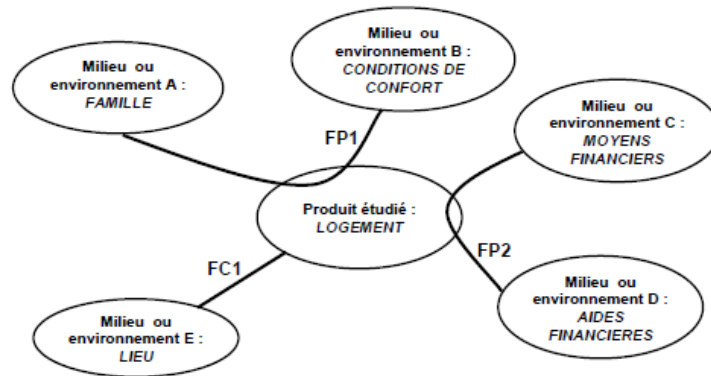 Milieu ou
environnement A :
FAMILLE
Milieu ou
environnement B :
CONDITIONS DE
CONFORT
Milieu ou
environnement C :
MOYENS
FINANCIERS
FP1
Produit étudié :
LOGEMENT
FP2
FC1
Milieu ou
environnement D :
AIDES
FINANCIERES
Milieu ou
environnement E :
LIEU